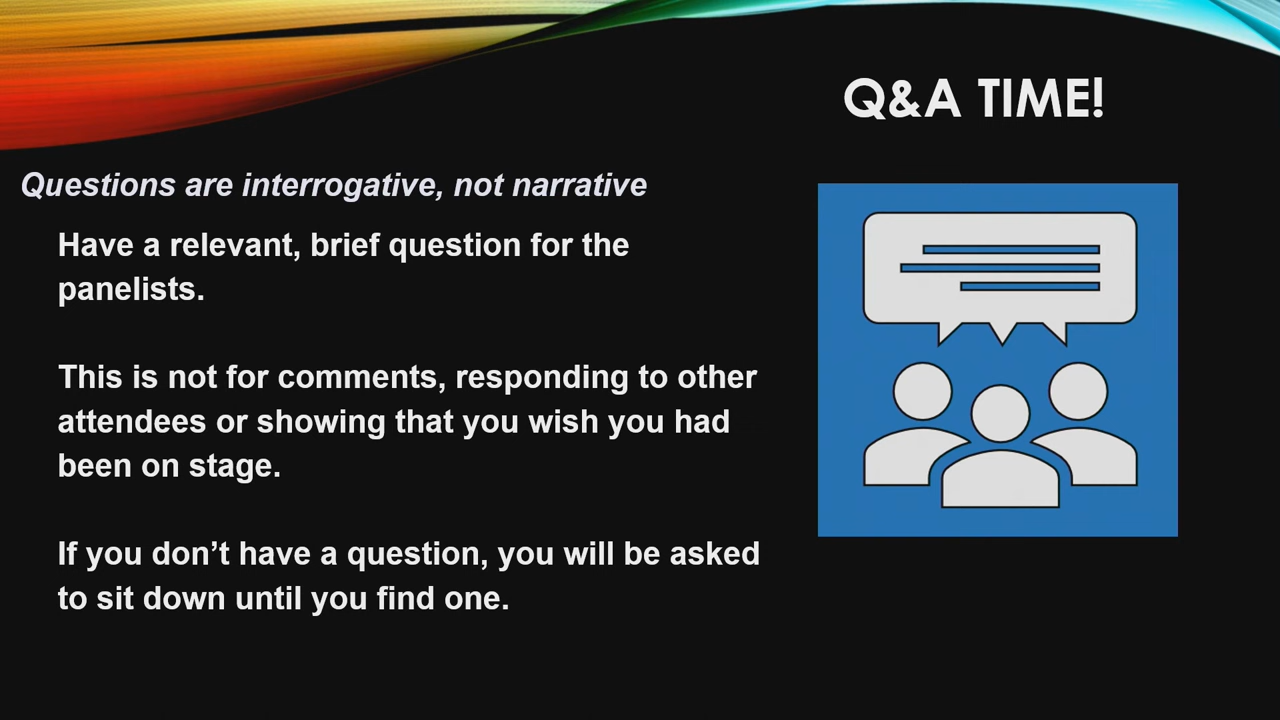 Q&A TIME!
Questions are interrogative, not narrative
Have a relevant, brief question for the
panelists.
This is not for comments, responding to other
attendees or showing that you wish you had
been on stage.
If you don’t have a question, you will be asked
to sit down until you find one.